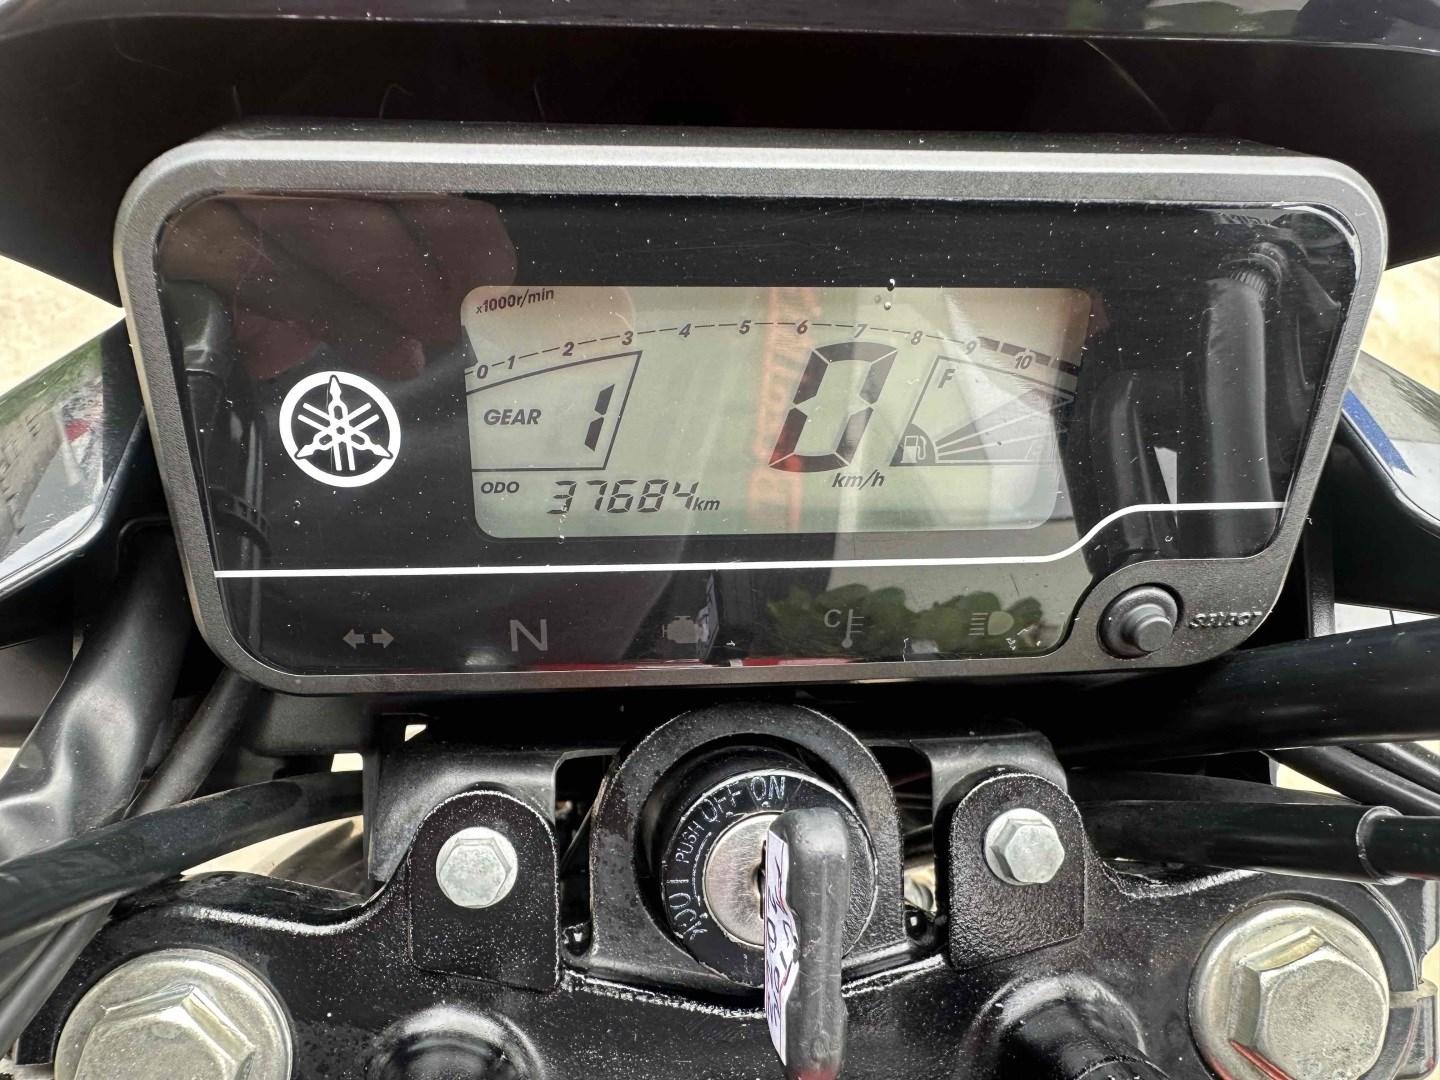 x1000r/min
0 1 2 3 4 5 6 7 8 9 10
GEAR 1
0
km/h
F
ODO 37684km
N
C
SELECT
PUSH OFF ON
LOCK